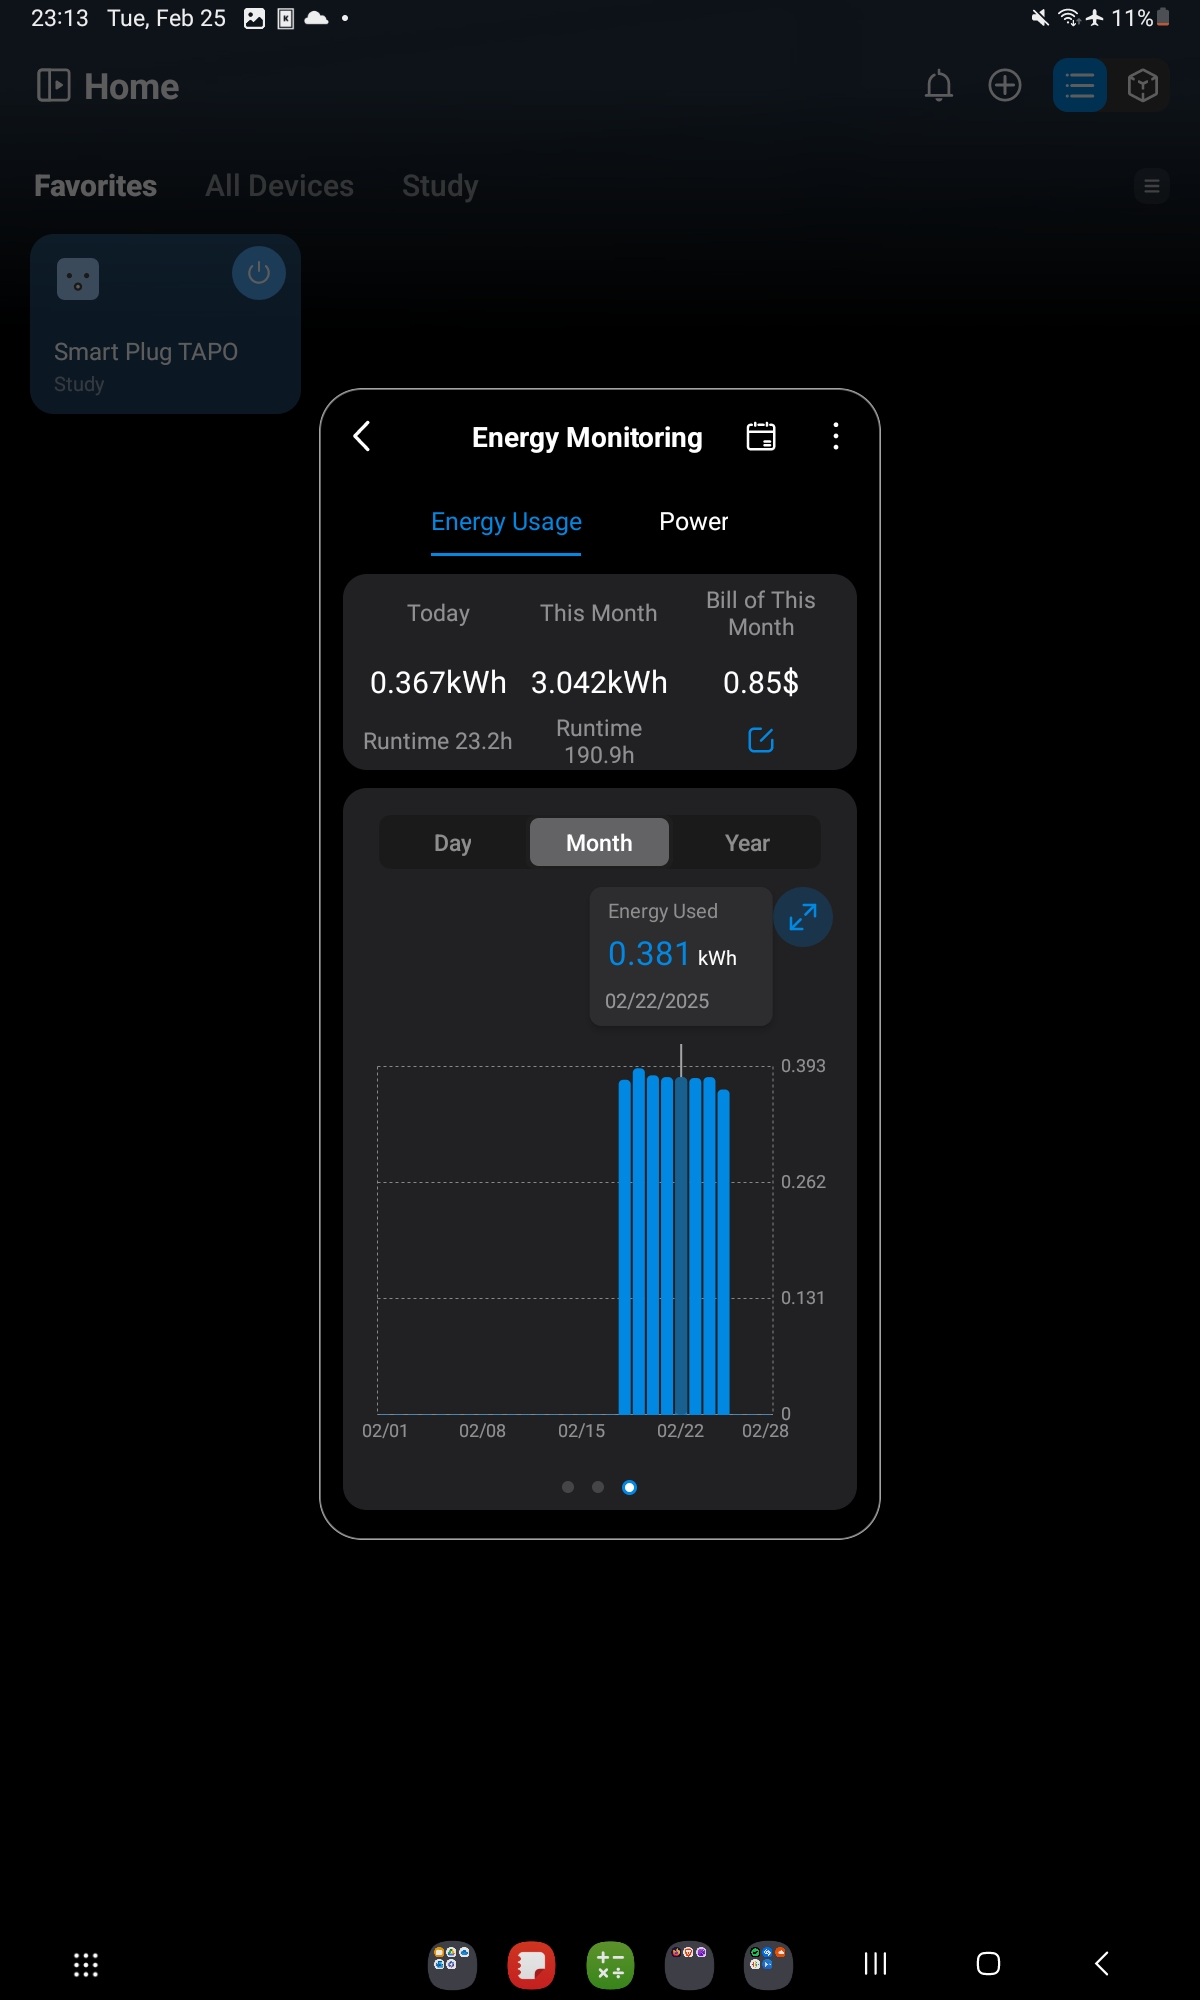 23:13 Tue, Feb 25
11%
Home
Favorites All Devices Study
Smart Plug TAPO
Study
Energy Monitoring
Energy Usage Power
Today
This Month
Bill of This
Month
0.367kWh 3.042kWh 0.85$
Runtime 23.2h
Runtime
190.9h
Day Month Year
Energy Used
0.381 kWh
02/22/2025
0.393
0.262
0.131
0
02/01 02/08 02/15 02/22 02/28